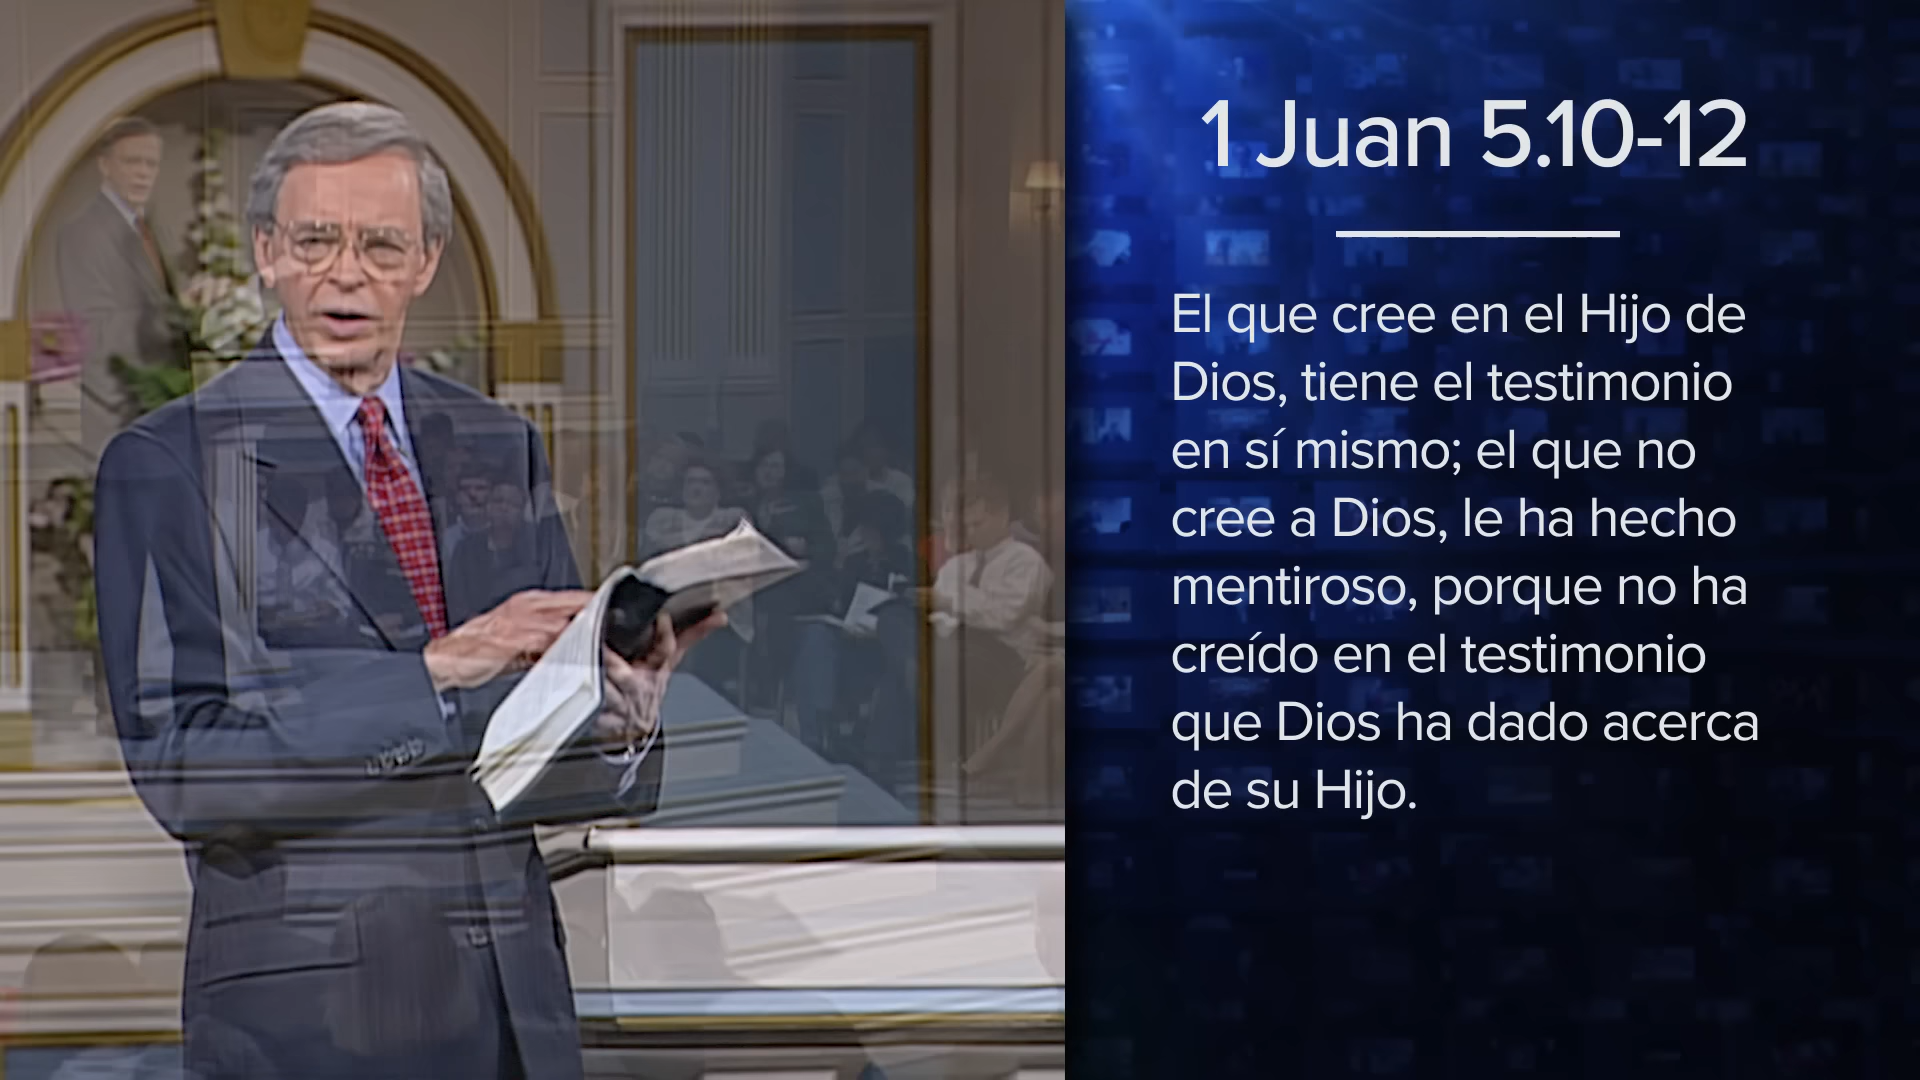 1 Juan 5.10-12
El que cree en el Hijo de
Dios, tiene el testimonio
en sí mismo; el que no
cree a Dios, le ha hecho
mentiroso, porque no ha
creído en el testimonio
que Dios ha dado acerca
de su Hijo.